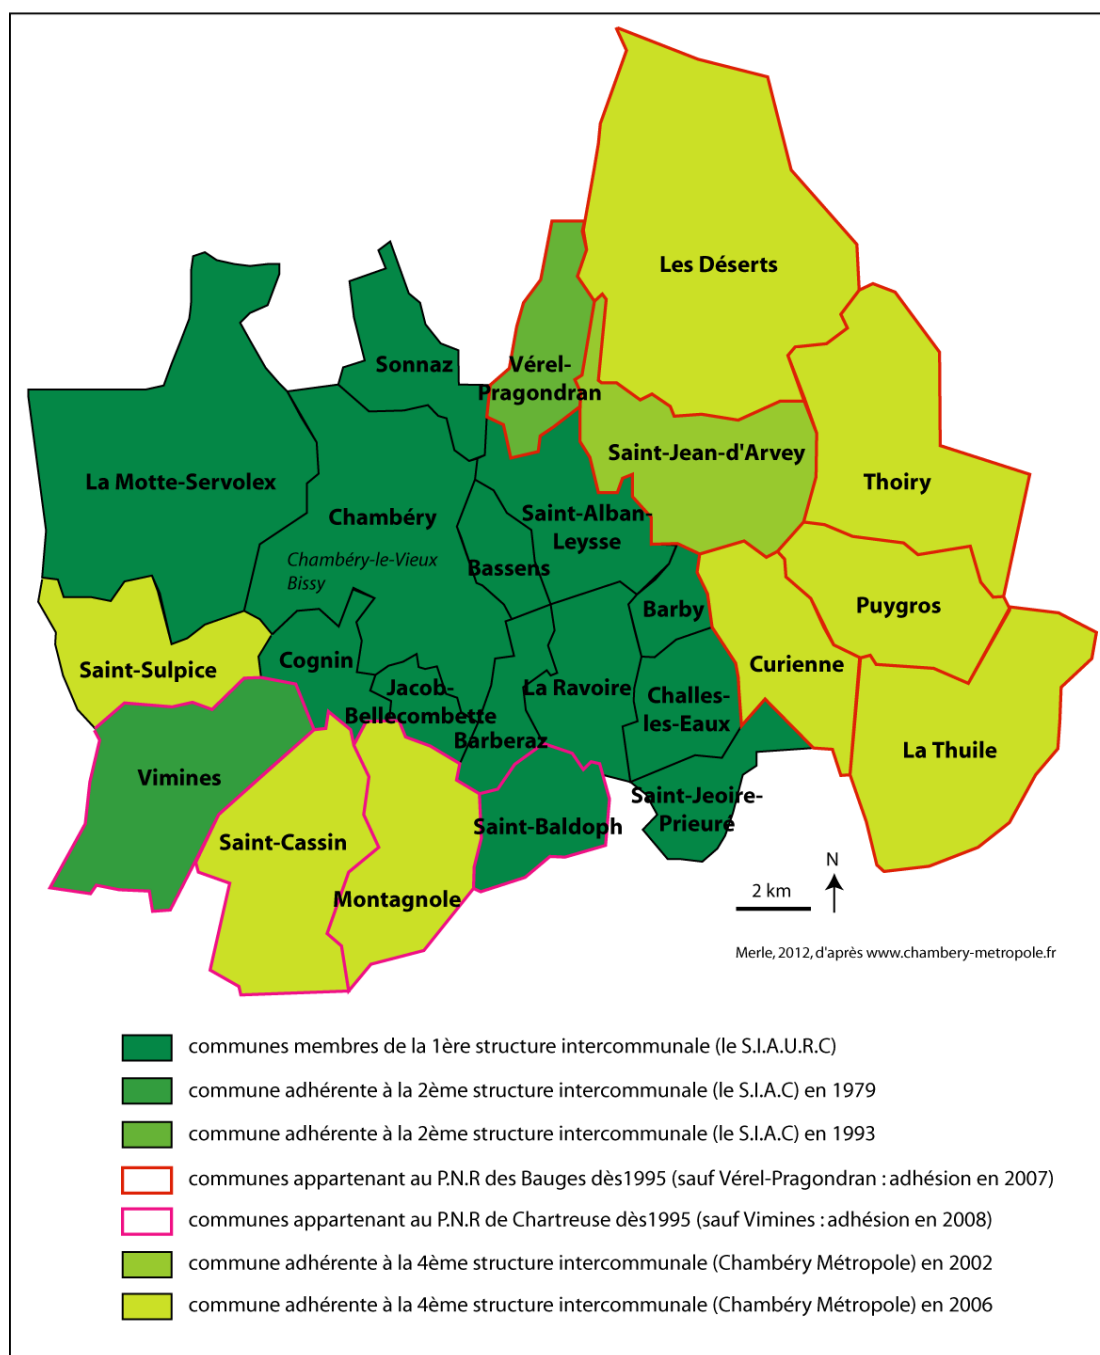 Les Déserts
Sonnaz
Vérel-
Pragondran
Saint-Jean-d'Arvey
La Motte-Servolex
Thoiry
Chambéry
Saint-Alban-
Leysse
Chambéry-le-Vieux
Bissy
Bassens
Barby
Puygros
Saint-Sulpice
Cognin
Curienne
Jacob-
Bellecombette
La Ravoire
Challes-
les-Eaux
Barberaz
La Thuile
Vimines
Saint-Jeoire-
Prieuré
Saint-Baldoph
Saint-Cassin
Montagnole
N
2 km
Merle, 2012, d'après www.chambery-metropole.fr
communes membres de la 1ère structure intercommunale (le S.I.A.U.R.C)
commune adhérente à la 2ème structure intercommunale (le S.I.A.C) en 1979
commune adhérente à la 2ème structure intercommunale (le S.I.A.C) en 1993
communes appartenant au P.N.R des Bauges dès1995 (sauf Vérel-Pragondran : adhésion en 2007)
communes appartenant au P.N.R de Chartreuse dès1995 (sauf Vimines : adhésion en 2008)
commune adhérente à la 4ème structure intercommunale (Chambéry Métropole) en 2002
commune adhérente à la 4ème structure intercommunale (Chambéry Métropole) en 2006